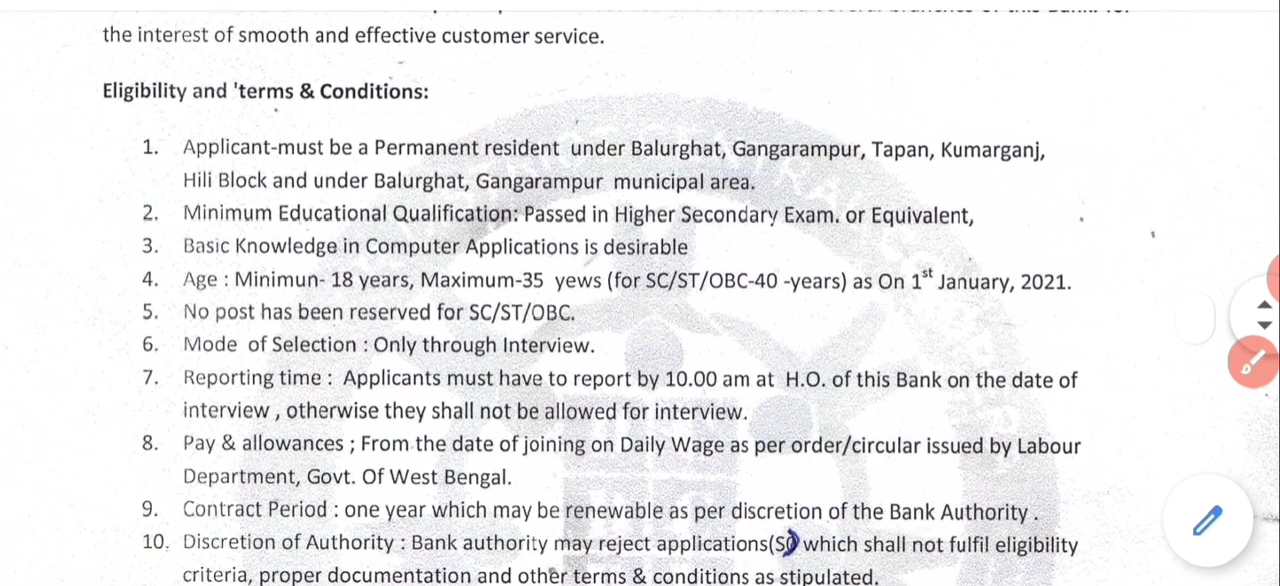 the interest of smooth and effective customer service.
Eligibility and 'terms & Conditions:
1. Applicant-must be a Permanent resident under Balurghat, Gangarampur, Tapan, Kumarganj,
Hili Block and under Balurghat, Gangarampur municipal area.
2. Minimum Educational Qualification: Passed in Higher Secondary Exam. or Equivalent,
3. Basic Knowledge in Computer Applications is desirable
4. Age : Minimun- 18 years, Maximum-35 yews (for SC/ST/OBC-40 -years) as On 1st January, 2021.
5. No post has been reserved for SC/ST/OBC.
6. Mode of Selection : Only through Interview.
7. Reporting time : Applicants must have to report by 10.00 am at H.O. of this Bank on the date of
interview , otherwise they shall not be allowed for interview.
8. Pay & allowances ; From the date of joining on Daily Wage as per order/circular issued by Labour
Department, Govt. Of West Bengal.
9. Contract Period : one year which may be renewable as per discretion of the Bank Authority .
10. Discretion of Authority : Bank authority may reject applications(S) which shall not fulfil eligibility
criteria, proper documentation and other terms & conditions as stipulated.